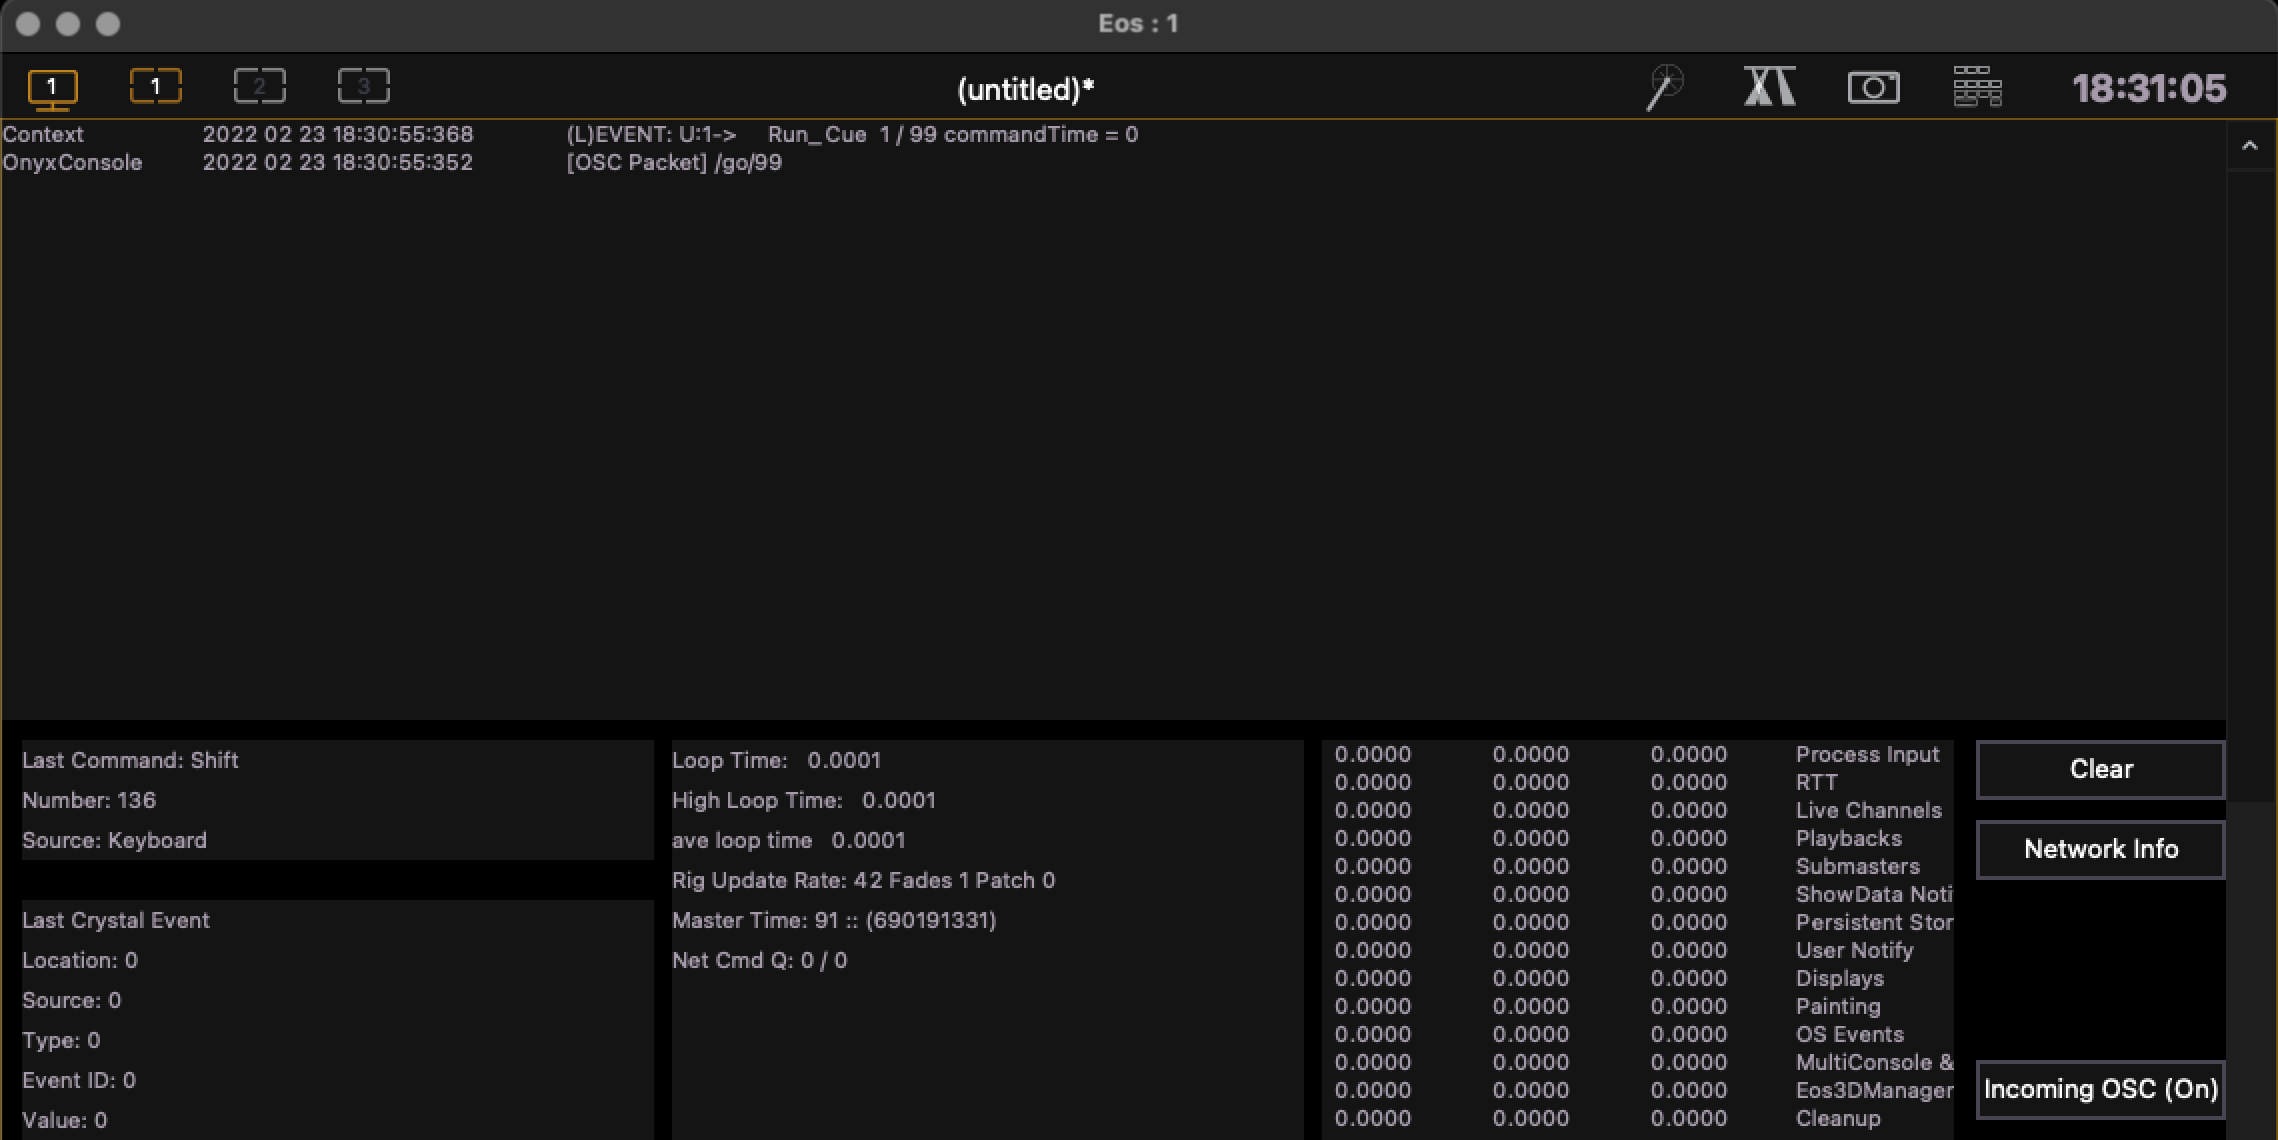 Eos : 1
1 1 2 3 (untitled)* 18:31:05
Context 2022 02 23 18:30:55:368 (L)EVENT: U:1-> Run_Cue 1 / 99 commandTime = 0
OnyxConsole 2022 02 23 18:30:55:352 [OSC Packet] /go/99
Last Command: Shift
Number: 136
Source: Keyboard
Last Crystal Event
Location: 0
Source: 0
Type: 0
Event ID: 0
Value: 0
Loop Time: 0.0001
High Loop Time: 0.0001
ave loop time 0.0001
Rig Update Rate: 42 Fades 1 Patch 0
Master Time: 91 :: (690191331)
Net Cmd Q: 0 / 0
0.0000 0.0000 0.0000 Process Input
0.0000 0.0000 0.0000 RTT
0.0000 0.0000 0.0000 Live Channels
0.0000 0.0000 0.0000 Playbacks
0.0000 0.0000 0.0000 Submasters
0.0000 0.0000 0.0000 ShowData Noti
0.0000 0.0000 0.0000 Persistent Stor
0.0000 0.0000 0.0000 User Notify
0.0000 0.0000 0.0000 Displays
0.0000 0.0000 0.0000 Painting
0.0000 0.0000 0.0000 OS Events
0.0000 0.0000 0.0000 MultiConsole &
0.0000 0.0000 0.0000 Eos3DManager
0.0000 0.0000 0.0000 Cleanup
Clear
Network Info
Incoming OSC (On)